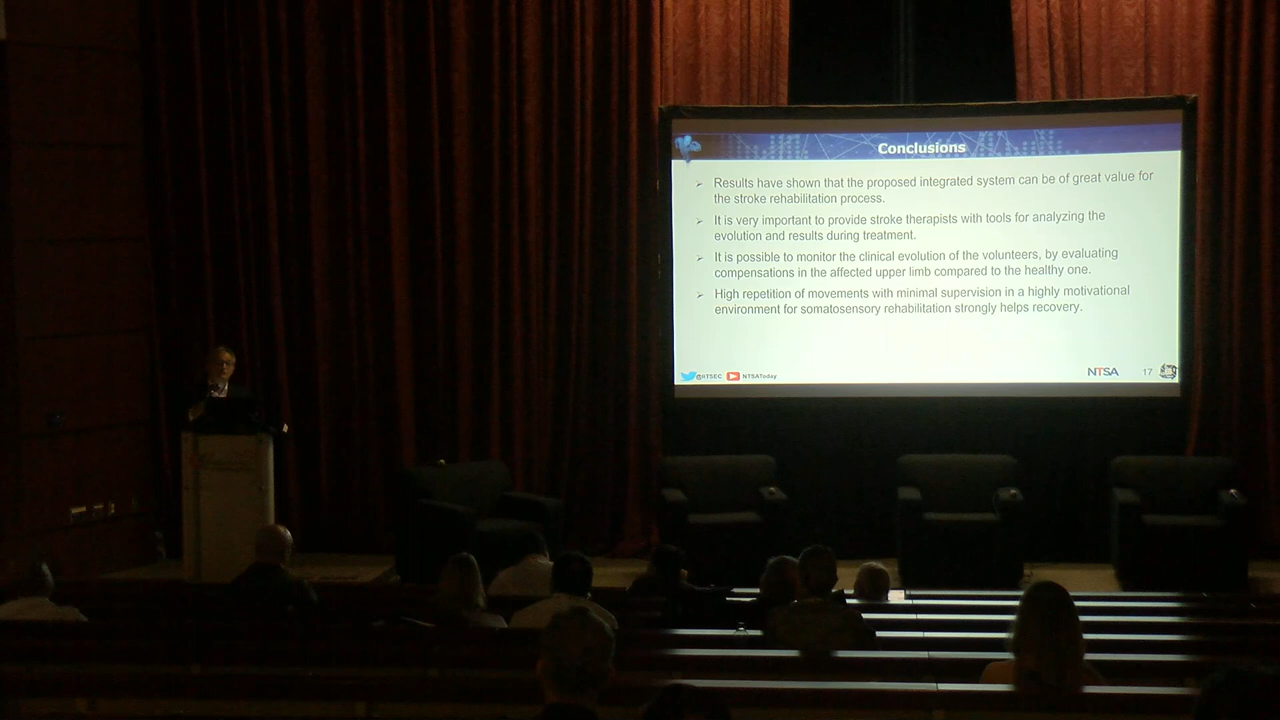 Conclusions
➢ Results have shown that the proposed integrated system can be of great value for
the stroke rehabilitation process.
➢ It is very important to provide stroke therapists with tools for analyzing the
evolution and results during treatment.
➢ It is possible to monitor the clinical evolution of the volunteers, by evaluating
compensations in the affected upper limb compared to the healthy one.
➢ High repetition of movements with minimal supervision in a highly motivational
environment for somatosensory rehabilitation strongly helps recovery.
@IITSEC NTSAToday NTSA 17